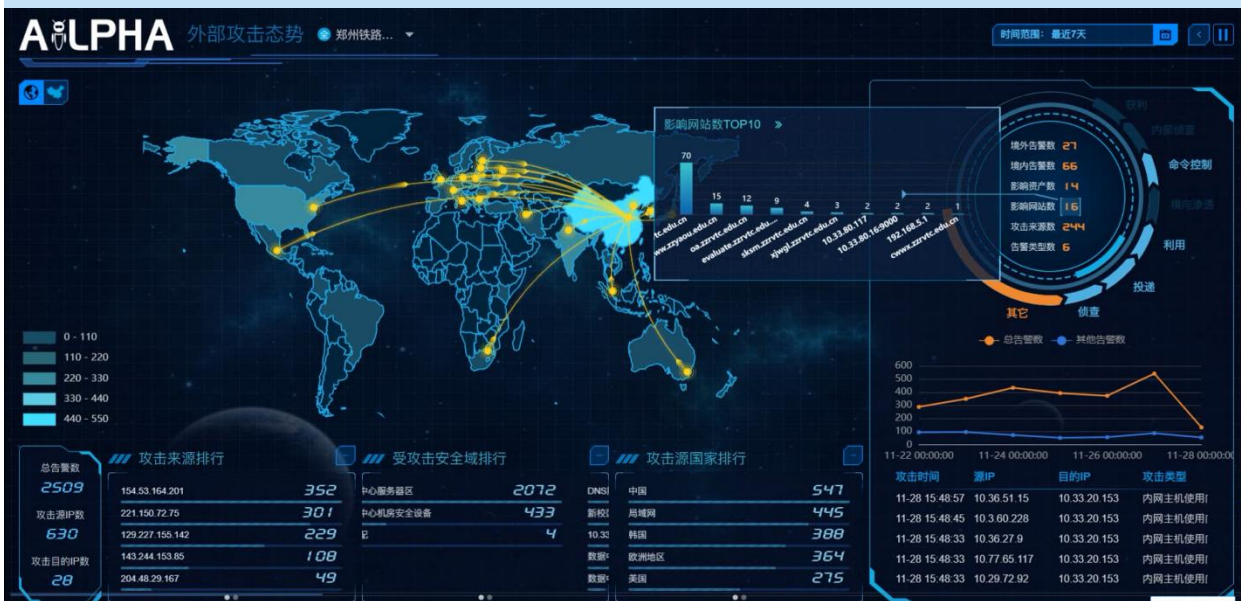 AiLPHA
外部攻击态势
郑州铁路...
时间范围: 最近7天
影响网站数TOP10
70
15
12
9
4
3
2
2
2
1
tc.edu.cn
ww.zzyaou.edu.cn
oa.zzrvtc.edu.cn
evaluate.zzrvtc.edu....
sksm.zzrvtc.edu.cn
xjwgl.zzrvtc.edu.cn
10.33.80.117
10.33.80.16:9000
192.168.5.1
cwwx.zzrvtc.edu.cn
获利
内部侦查
命令控制
横向渗透
利用
投递
侦查
其它
境外告警数 27
境内告警数 66
影响资产数 14
影响网站数 16
攻击来源数 244
告警类型数 6
总告警数 其他告警数
600
500
400
300
200
100
0
11-22 00:00:00 11-24 00:00:00 11-26 00:00:00 11-28 00:00:00
0 - 110
110 - 220
220 - 330
330 - 440
440 - 550
总告警数
2509
攻击源IP数
630
攻击目的IP数
28
攻击来源排行
154.53.164.201 352
221.150.72.75 301
129.227.155.142 229
143.244.153.85 108
204.48.29.167 49
受攻击安全域排行
中心服务器区 2072
中心机房安全设备 433
4
DNS
新校
10.33
数据
数据
攻击源国家排行
中国 547
局域网 445
韩国 388
欧洲地区 364
美国 275
攻击时间 源IP 目的IP 攻击类型
11-28 15:48:57 10.36.51.15 10.33.20.153 内网主机使用
11-28 15:48:45 10.3.60.228 10.33.20.153 内网主机使用
11-28 15:48:33 10.36.27.9 10.33.20.153 内网主机使用
11-28 15:48:33 10.77.65.117 10.33.20.153 内网主机使用
11-28 15:48:33 10.29.72.92 10.33.20.153 内网主机使用